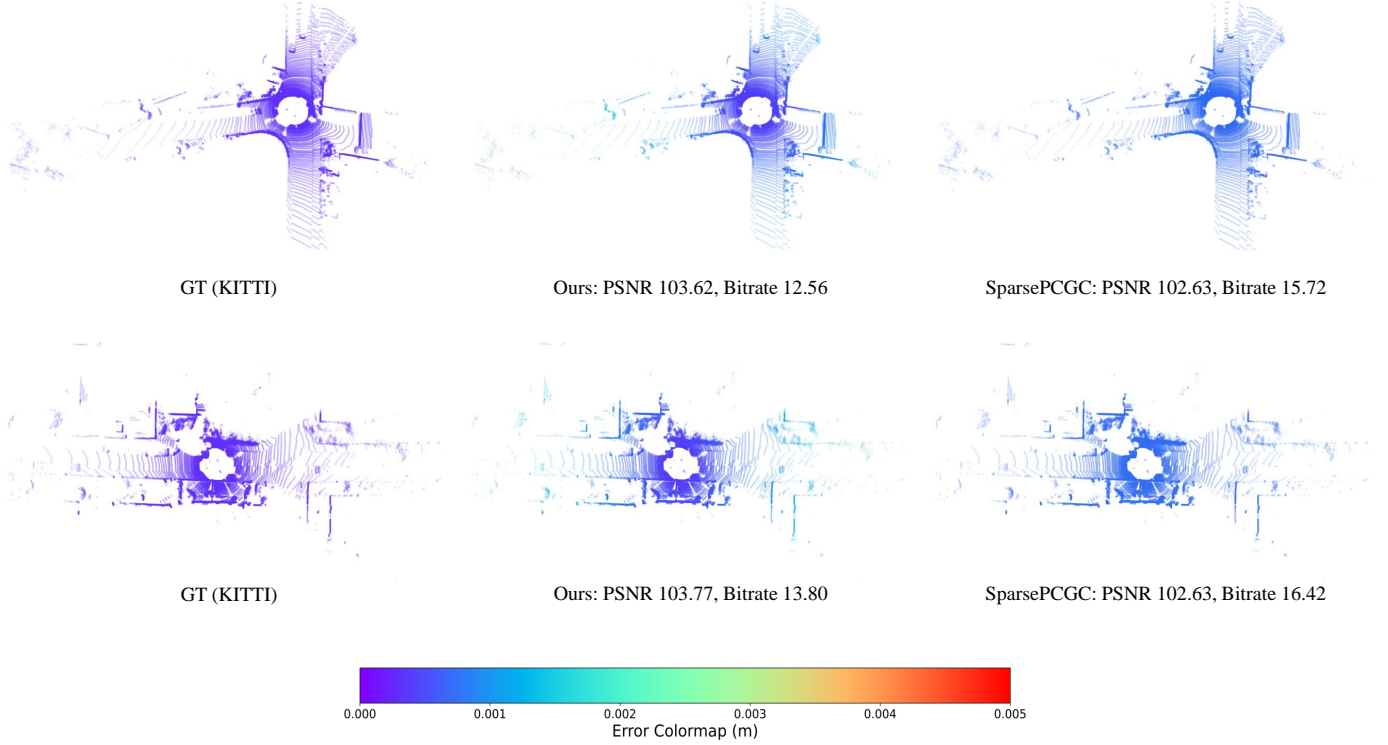 GT (KITTI)
Ours: PSNR 103.62, Bitrate 12.56
SparsePCGC: PSNR 102.63, Bitrate 15.72
GT (KITTI)
Ours: PSNR 103.77, Bitrate 13.80
SparsePCGC: PSNR 102.63, Bitrate 16.42
0.000 0.001 0.002 0.003 0.004 0.005
Error Colormap (m)